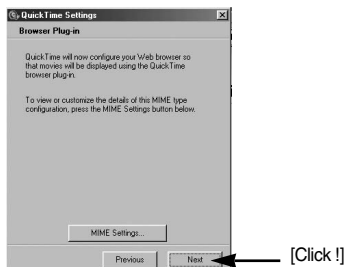 QuickTime Settings
Browser Plug-in
QuickTime will now configure your Web browser so
that movies will be displayed using the QuickTime
browser plug-in.
To view or customize the details of this MIME type
configuration, press the MIME Settings button below.
MIME Settings...
Previous
Next
[Click !]